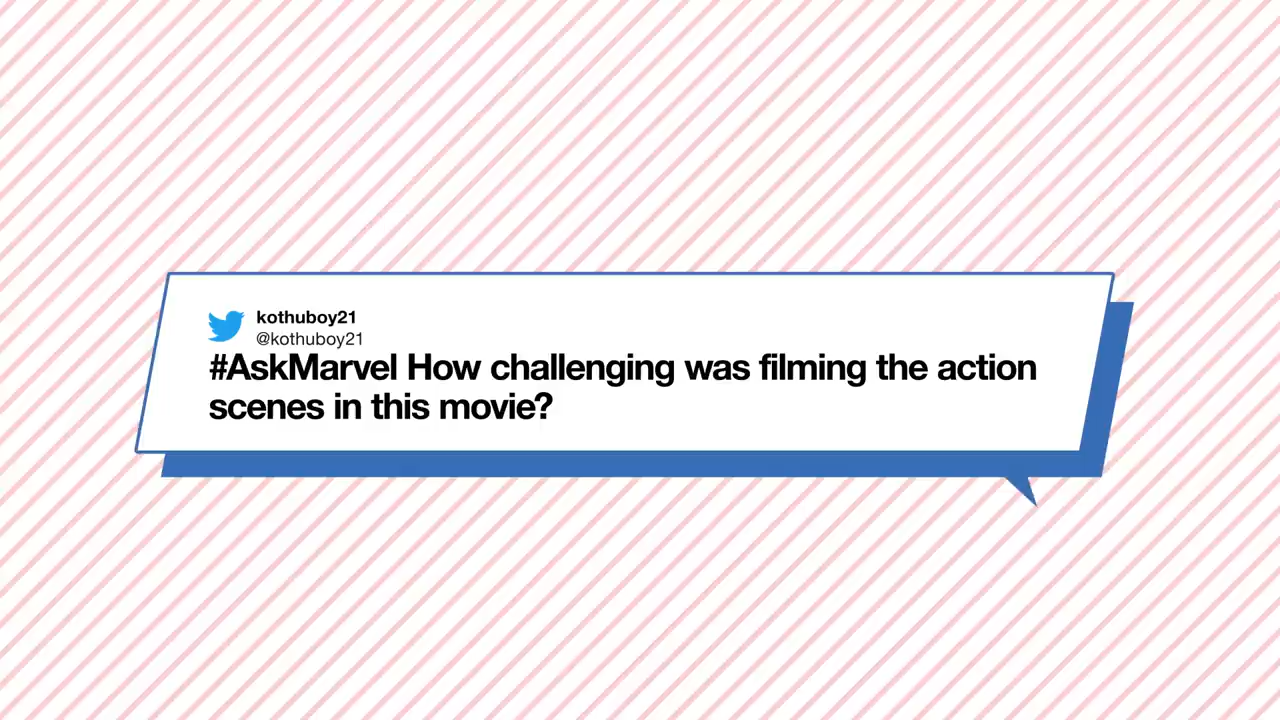 kothuboy21
@kothuboy21
#AskMarvel How challenging was filming the action
scenes in this movie?